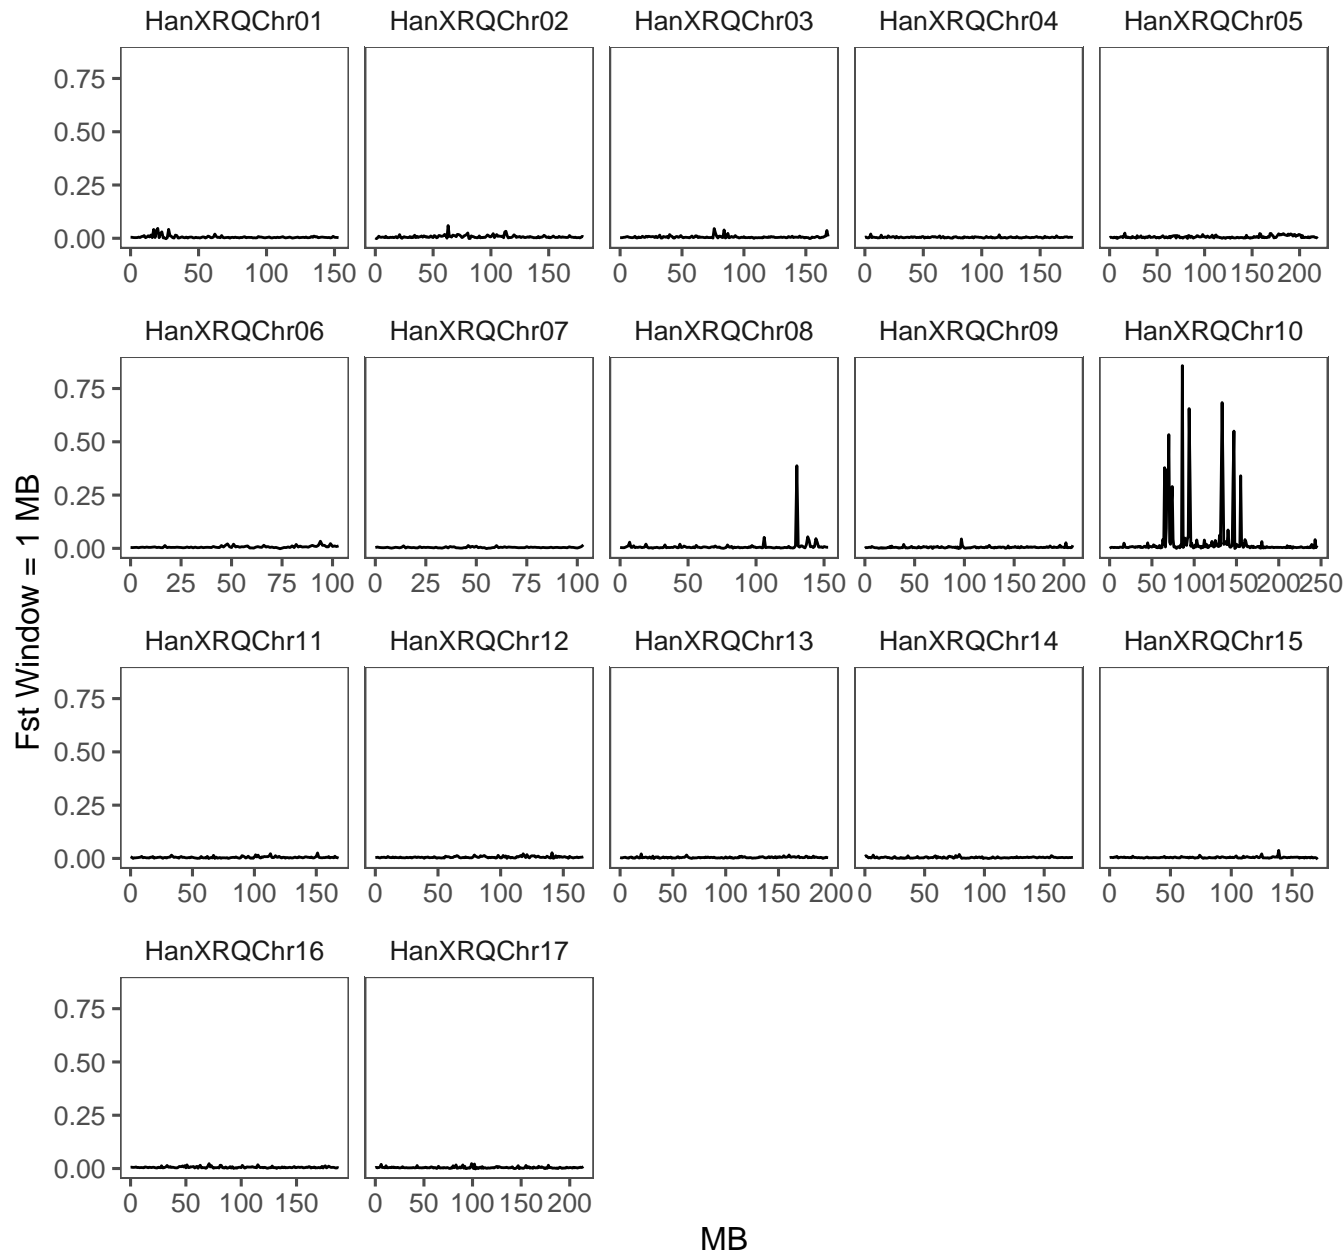 HanXRQChr01 HanXRQChr02 HanXRQChr03 HanXRQChr04 HanXRQChr05
0.75
0.50
0.25
0.00
0 50 100 150 0 50 100 150 0 50 100 150 0 50 100 150 0 50 100 150 200
HanXRQChr06 HanXRQChr07 HanXRQChr08 HanXRQChr09 HanXRQChr10
0.75
0.50
0.25
0.00
0 25 50 75 100 0 25 50 75 100 0 50 100 150 0 50 100 150 200 0 50 100 150 200 250
Fst Window = 1 MB
HanXRQChr11 HanXRQChr12 HanXRQChr13 HanXRQChr14 HanXRQChr15
0.75
0.50
0.25
0.00
0 50 100 150 0 50 100 150 0 50 100 150 200 0 50 100 150 0 50 100 150
HanXRQChr16 HanXRQChr17
0.75
0.50
0.25
0.00
0 50 100 150 0 50 100 150 200
MB